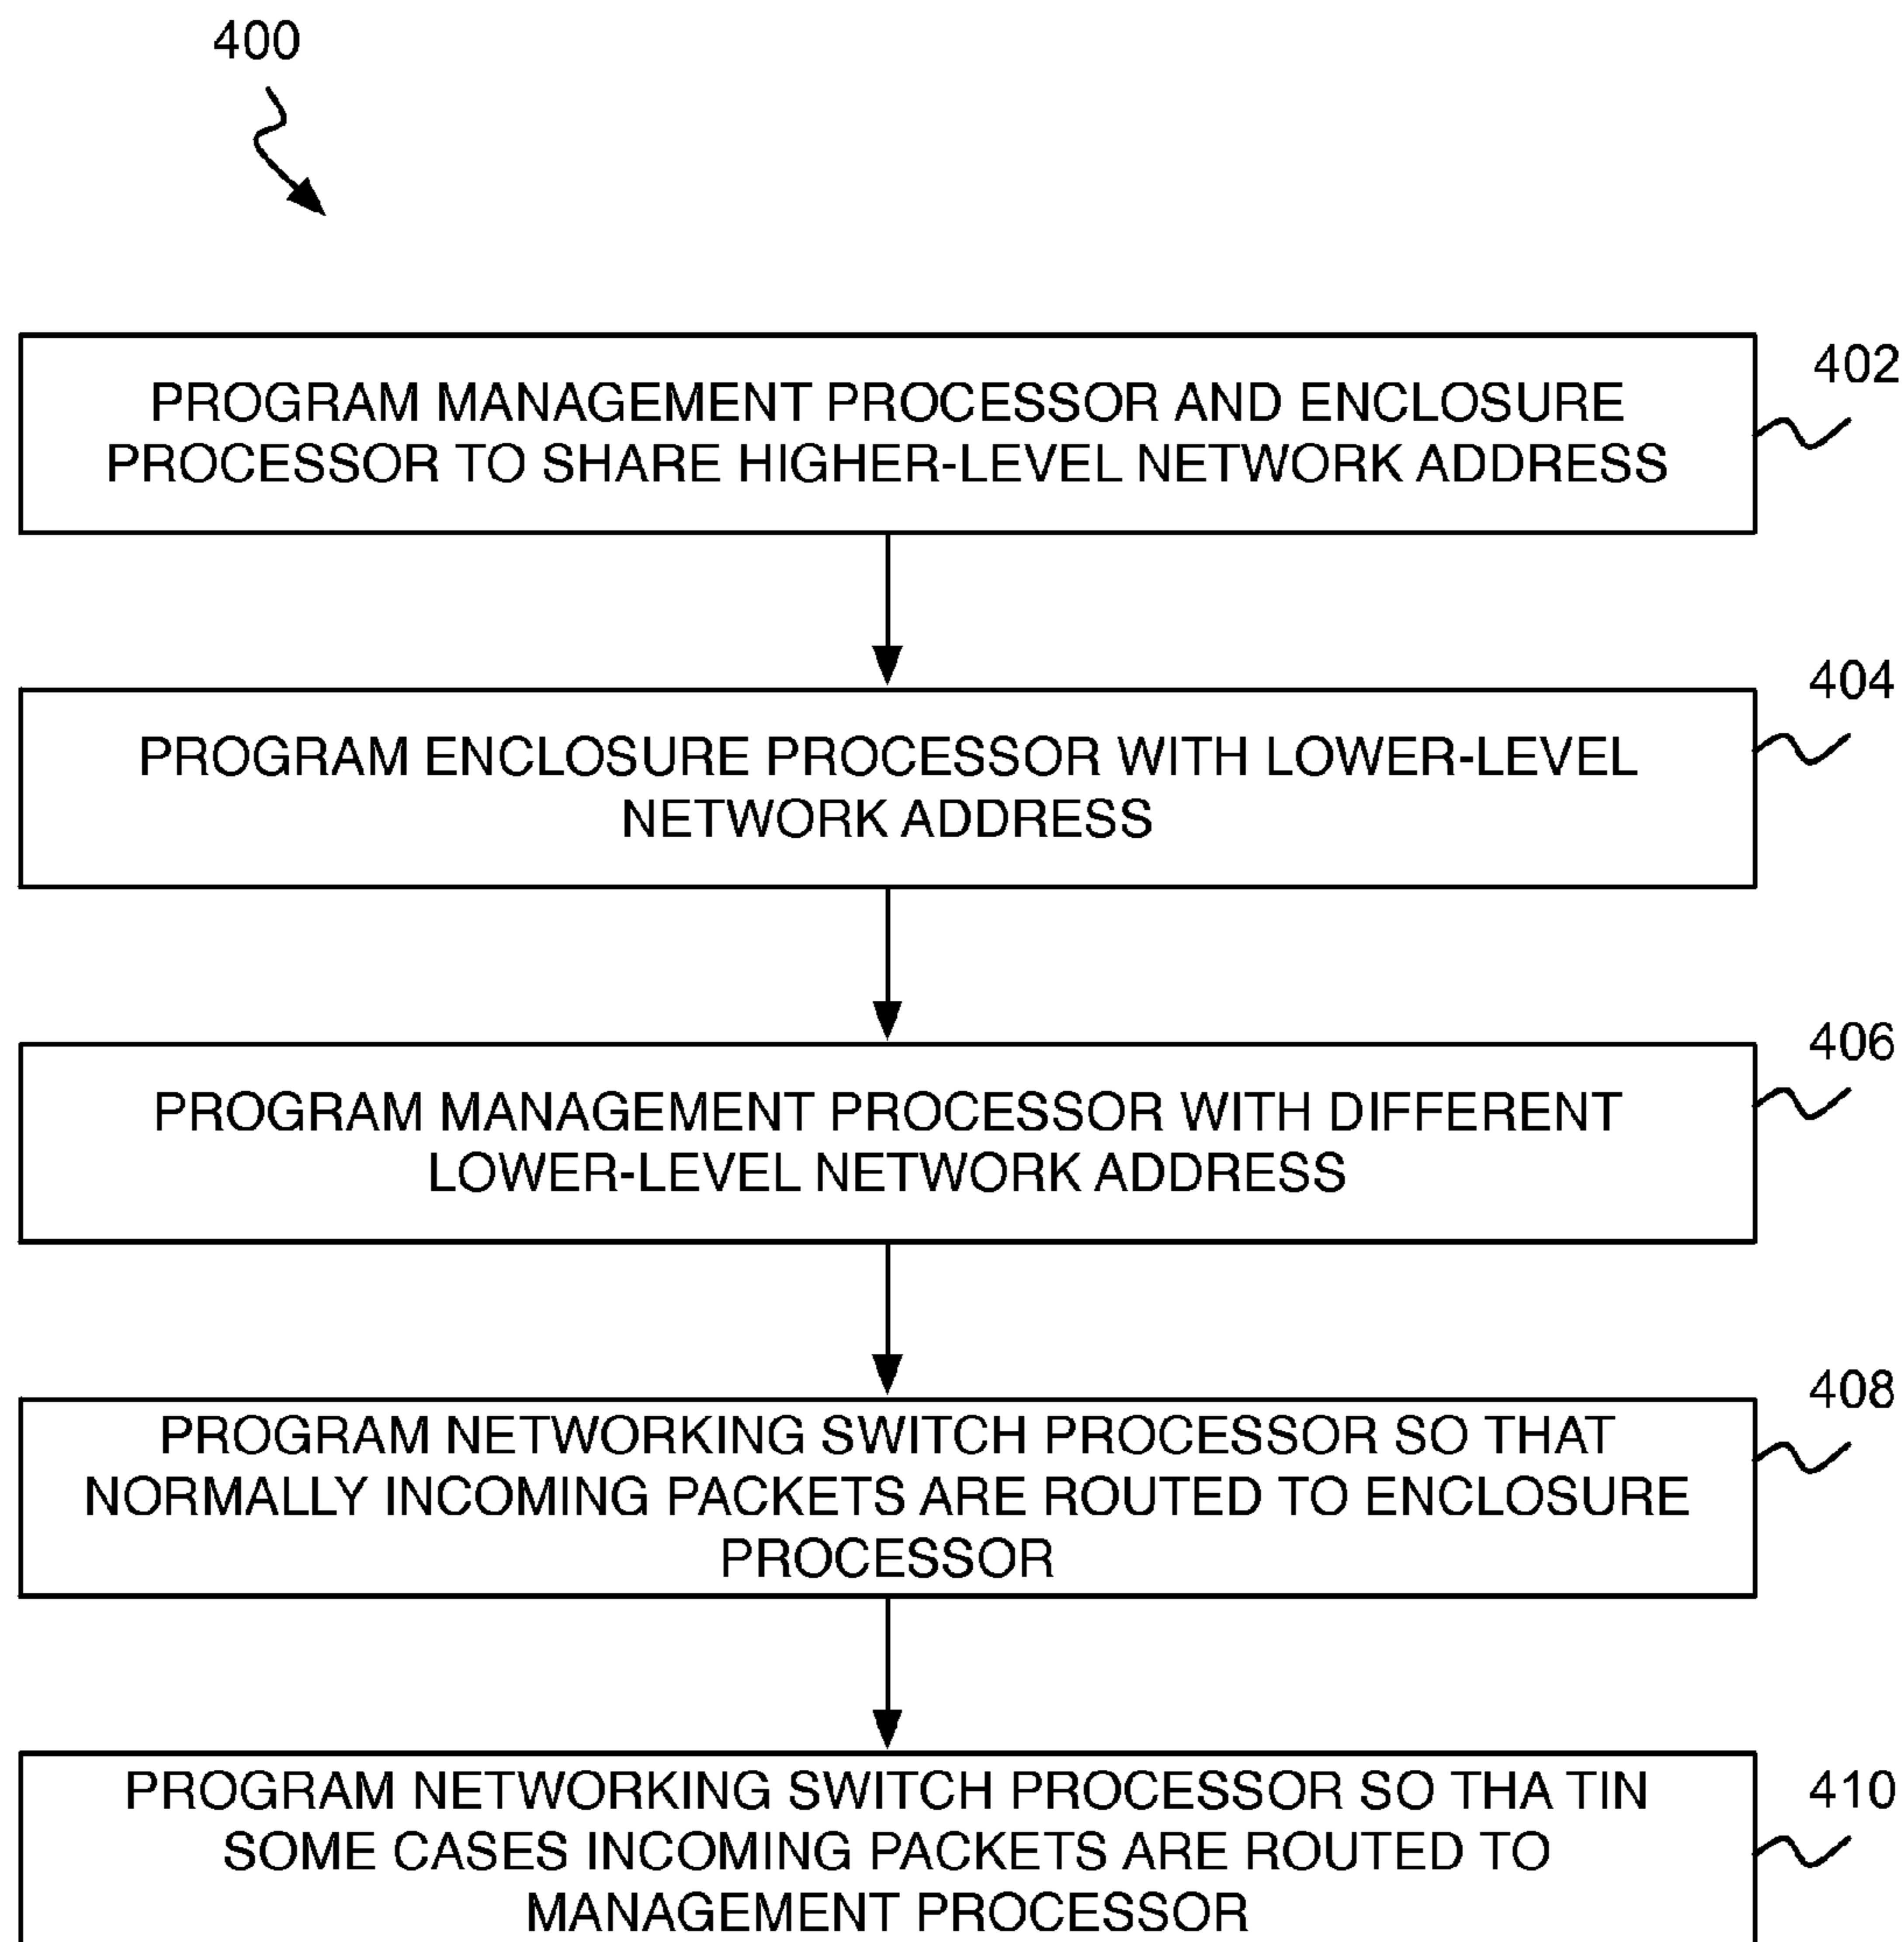 400
402
PROGRAM MANAGEMENT PROCESSOR AND ENCLOSURE
PROCESSOR TO SHARE HIGHER-LEVEL NETWORK ADDRESS
404
PROGRAM ENCLOSURE PROCESSOR WITH LOWER-LEVEL
NETWORK ADDRESS
406
PROGRAM MANAGEMENT PROCESSOR WITH DIFFERENT
LOWER-LEVEL NETWORK ADDRESS
408
PROGRAM NETWORKING SWITCH PROCESSOR SO THAT
NORMALLY INCOMING PACKETS ARE ROUTED TO ENCLOSURE
PROCESSOR
410
PROGRAM NETWORKING SWITCH PROCESSOR SO THA TIN
SOME CASES INCOMING PACKETS ARE ROUTED TO
MANAGEMENT PROCESSOR